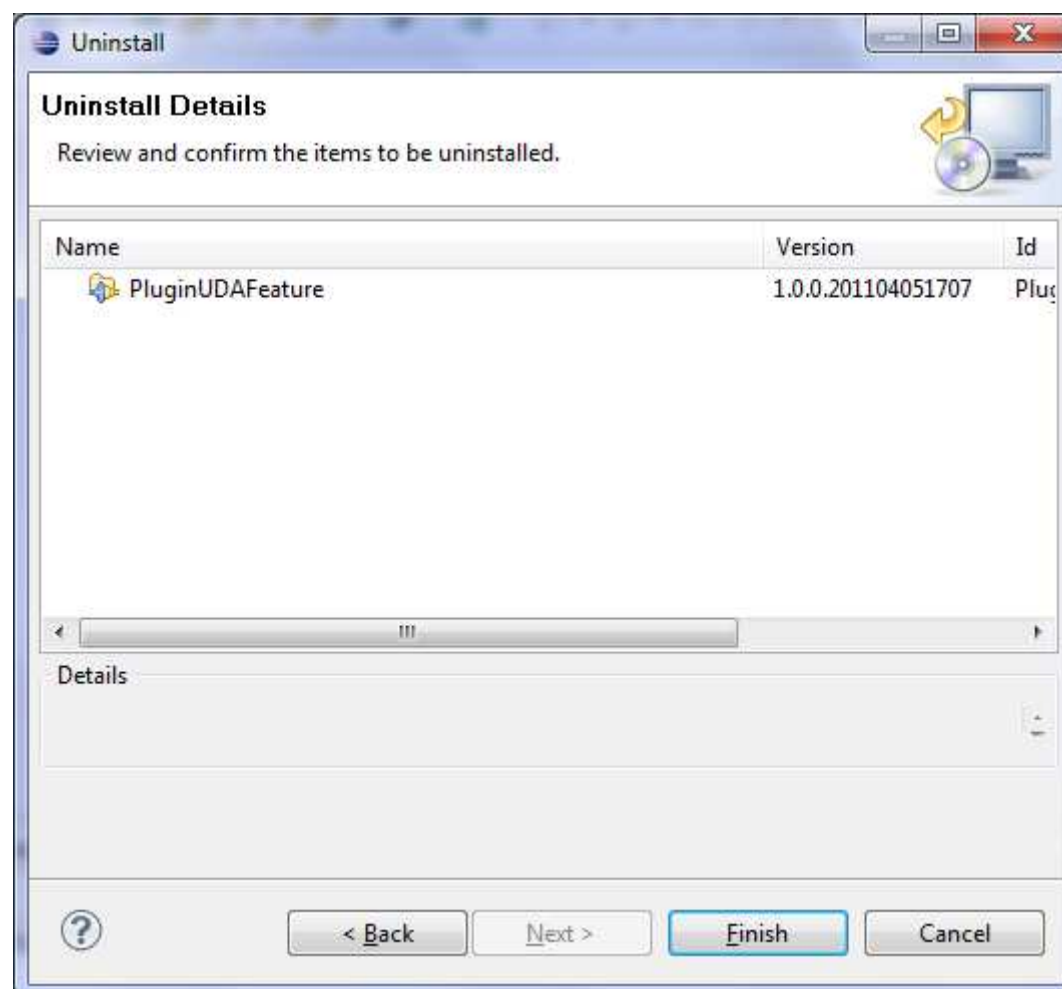 Uninstall
Uninstall Details
Review and confirm the items to be uninstalled.
Name Version Id
PluginUDAFeature 1.0.0.201104051707 Plug
Details
? < Back Next > Finish Cancel